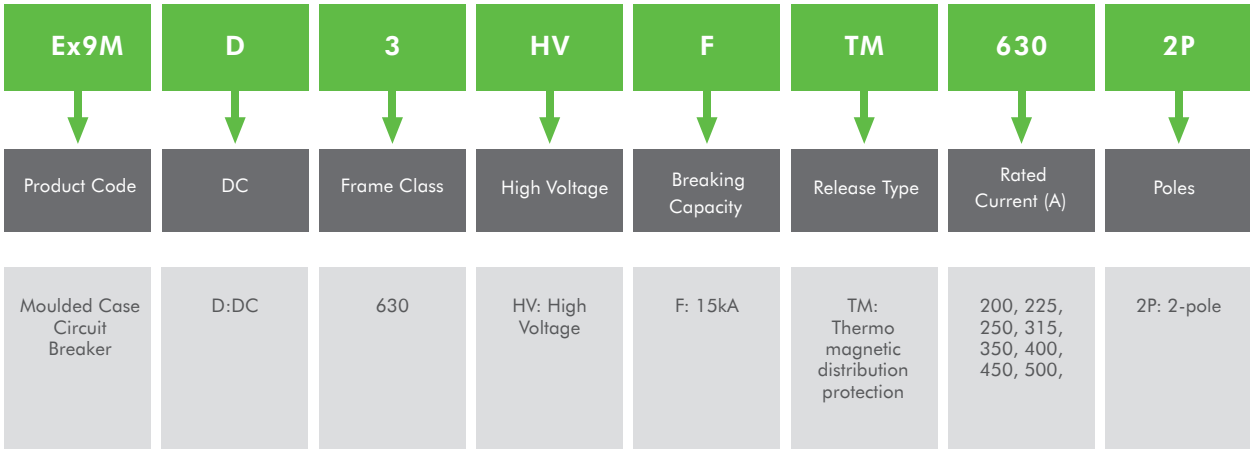 Ex9M
D
3
HV
F
TM
630
2P
Product Code
DC
Frame Class
High Voltage
Breaking
Capacity
Release Type
Rated
Current (A)
Poles
Moulded Case
Circuit
Breaker
D:DC
630
HV: High
Voltage
F: 15kA
TM:
Thermo
magnetic
distribution
protection
200, 225,
250, 315,
350, 400,
450, 500,
2P: 2-pole